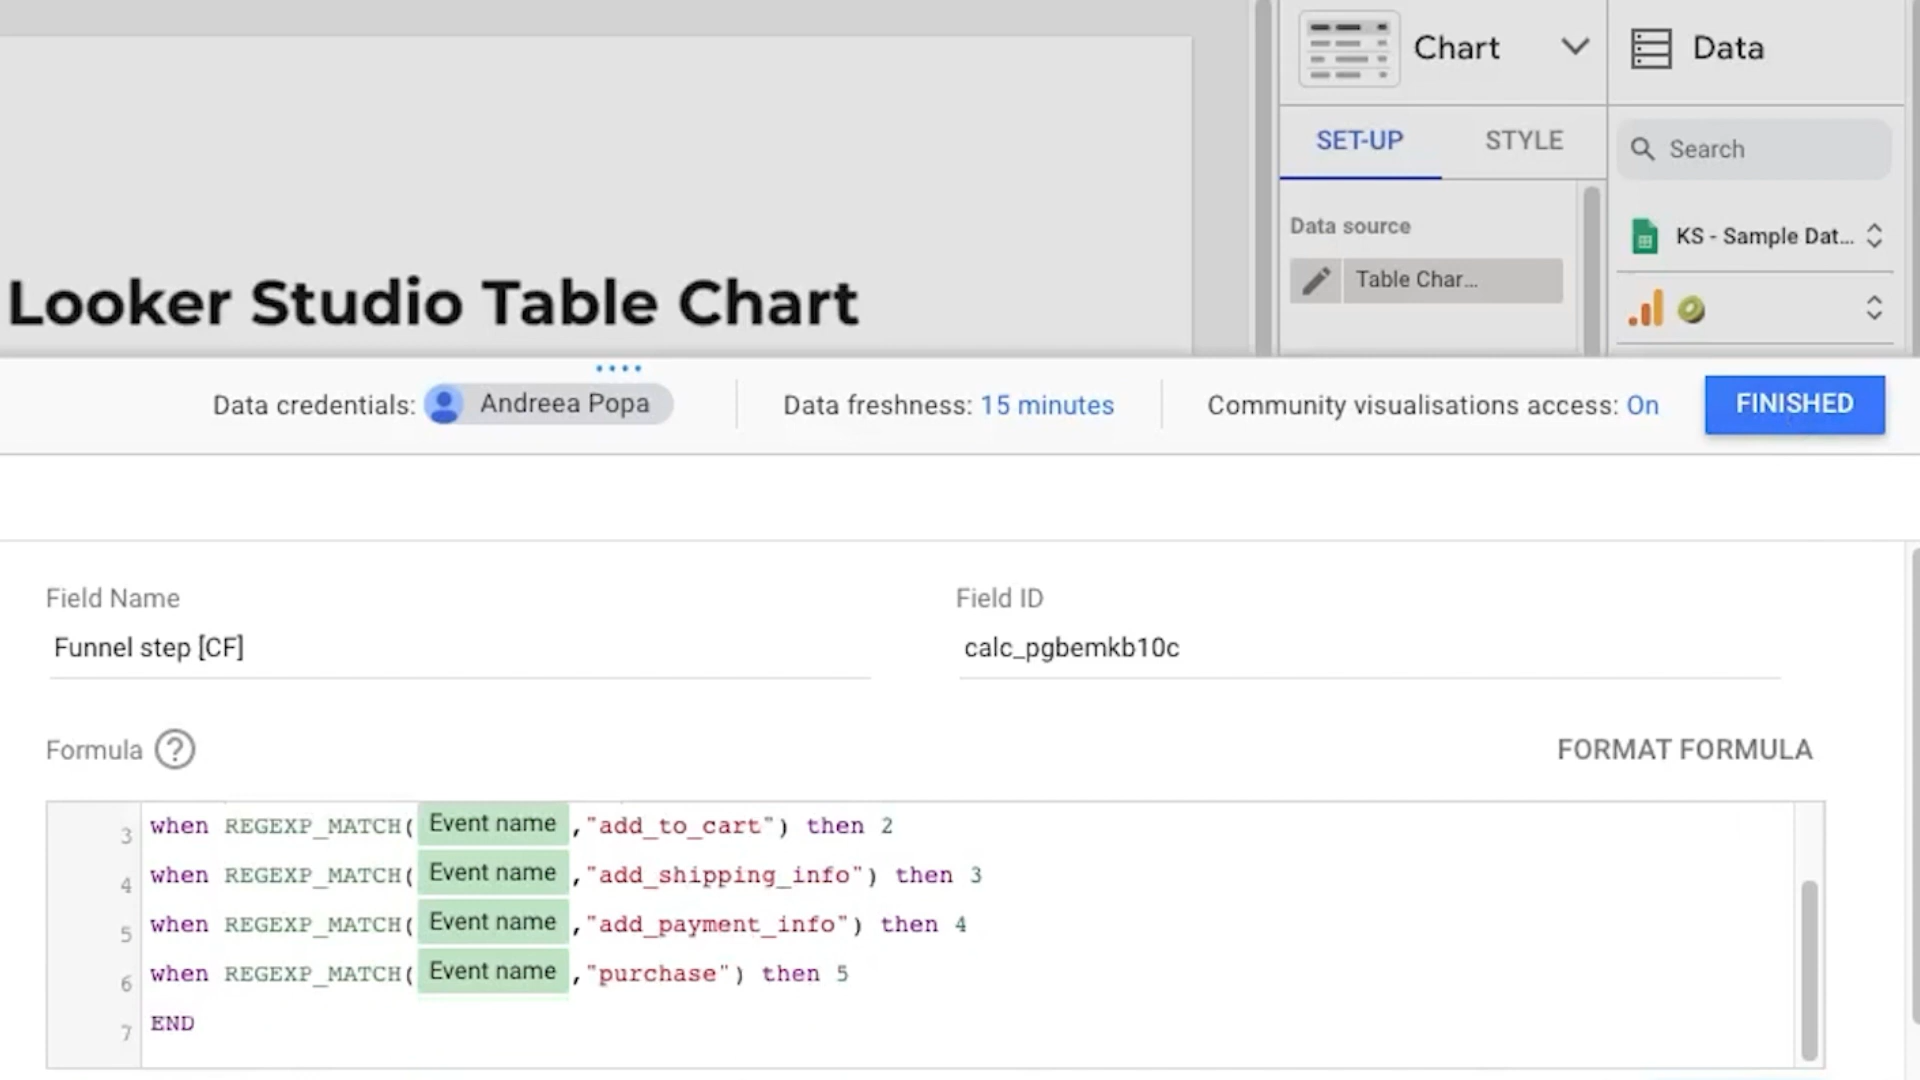 Chart
Data
SET-UP
STYLE
Search
Data source
KS - Sample Dat...
Table Char...
Looker Studio Table Chart
Data credentials: Andreea Popa
Data freshness: 15 minutes
Community visualisations access: On
FINISHED
Field Name
Field ID
Funnel step [CF]
calc_pgbemkb10c
Formula ?
FORMAT FORMULA
3 when REGEXP_MATCH( Event name ,"add_to_cart") then 2
4 when REGEXP_MATCH( Event name ,"add_shipping_info") then 3
5 when REGEXP_MATCH( Event name ,"add_payment_info") then 4
6 when REGEXP_MATCH( Event name ,"purchase") then 5
7 END